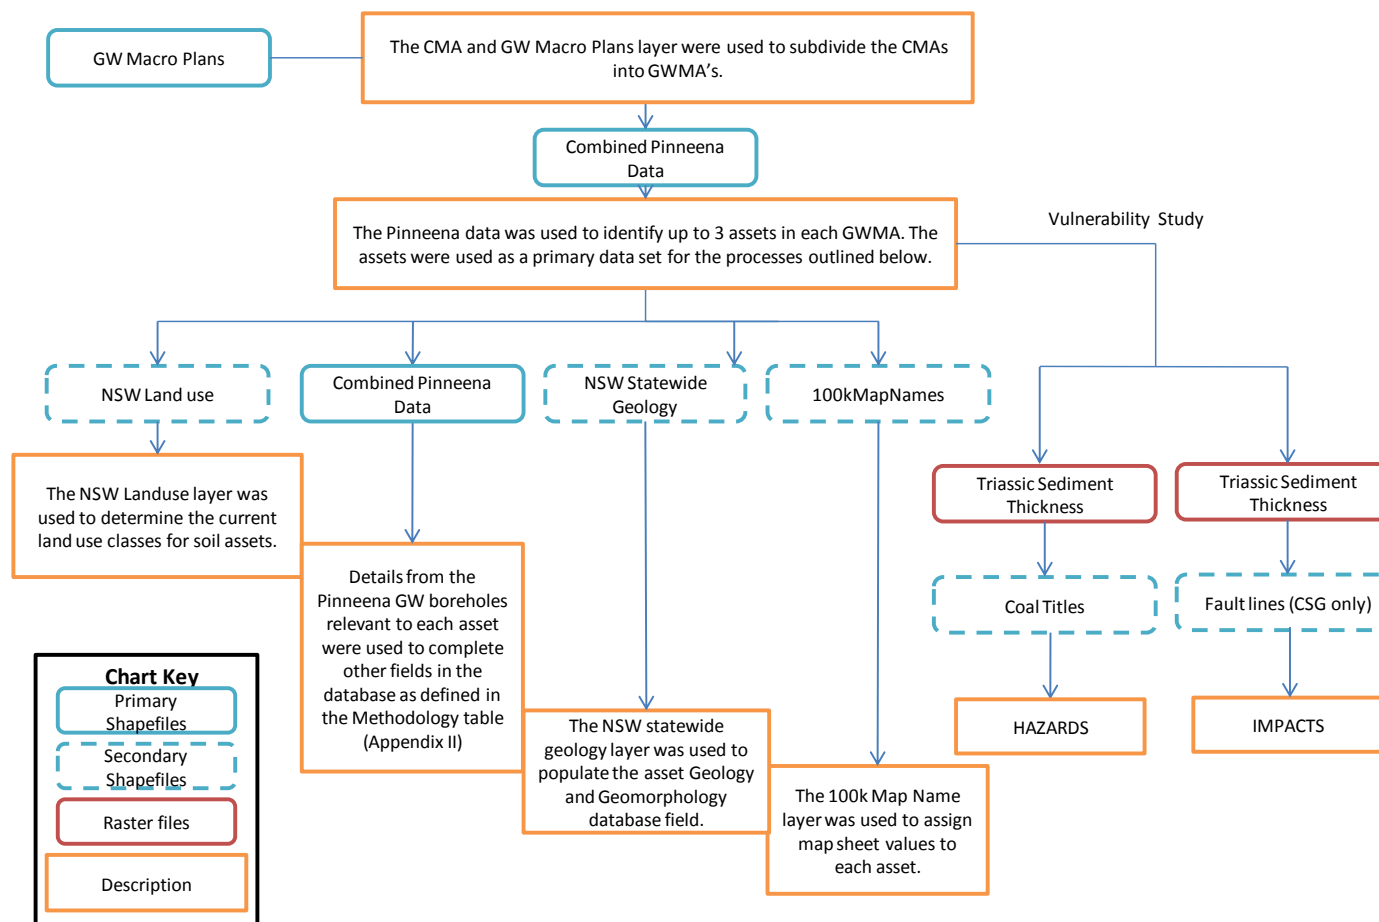 GW Macro Plans
The CMA and GW Macro Plans layer were used to subdivide the CMAs
into GWMA's.
Combined Pinneena
Data
The Pinneena data was used to identify up to 3 assets in each GWMA. The
assets were used as a primary data set for the processes outlined below.
Vulnerability Study
NSW Land use
Combined Pinneena
Data
NSW Statewide
Geology
100kMapNames
Triassic Sediment
Thickness
Triassic Sediment
Thickness
The NSW Landuse layer was
used to determine the current
land use classes for soil assets.
Details from the
Pinneena GW boreholes
relevant to each asset
were used to complete
other fields in the
database as defined in
the Methodology table
(Appendix II)
Coal Titles
Fault lines (CSG only)
The NSW statewide
geology layer was used to
populate the asset Geology
and Geomorphology
database field.
HAZARDS
IMPACTS
The 100k Map Name
layer was used to assign
map sheet values to
each asset.
Chart Key
Primary
Shapefiles
Secondary
Shapefiles
Raster files
Description